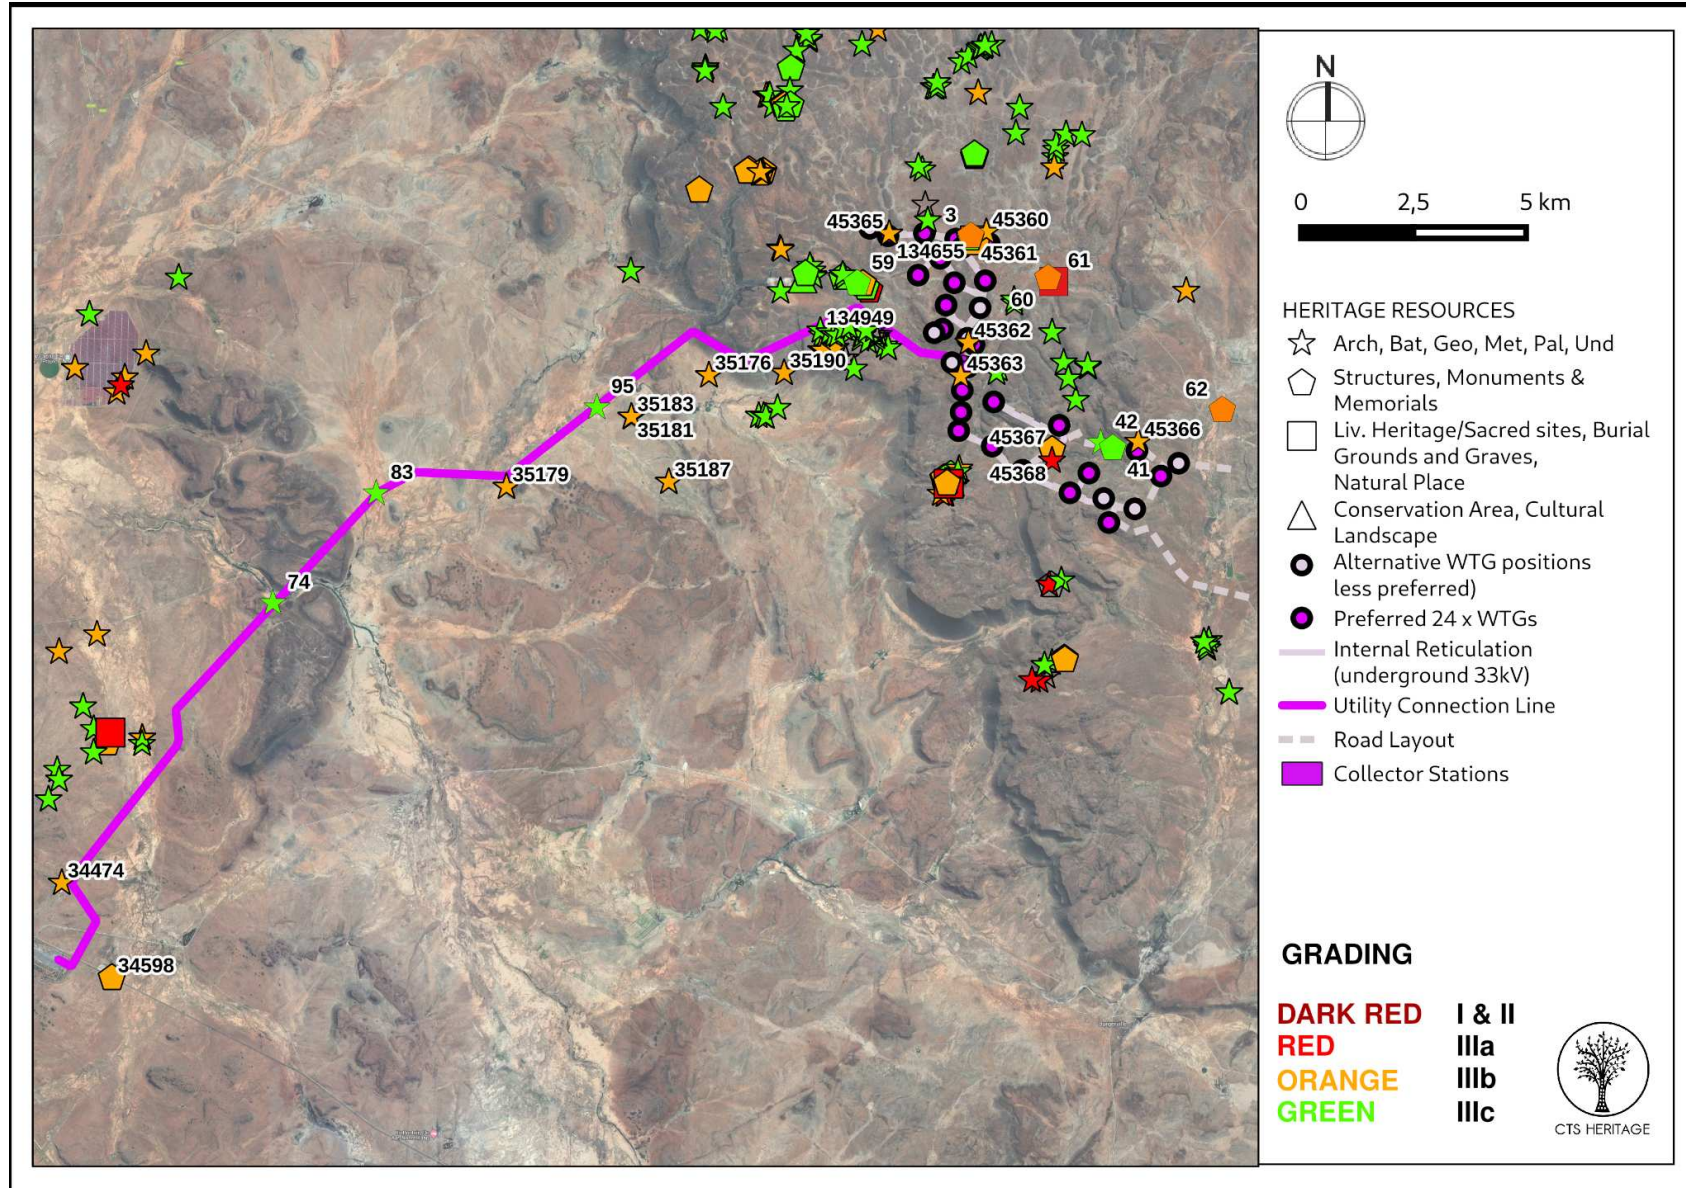 45365
3
45360
134655
45361
59
61
60
134949
45362
35176
35190
45363
95
35183
35181
62
42
45366
45367
41
45368
35187
83
35179
74
34474
34598
N
0 2,5 5 km
HERITAGE RESOURCES
Arch, Bat, Geo, Met, Pal, Und
Structures, Monuments &
Memorials
Liv. Heritage/Sacred sites, Burial
Grounds and Graves,
Natural Place
Conservation Area, Cultural
Landscape
Alternative WTG positions
less preferred)
Preferred 24 x WTGs
Internal Reticulation
(underground 33kV)
Utility Connection Line
Road Layout
Collector Stations
GRADING
DARK RED I & II
RED IIIa
ORANGE IIIb
GREEN IIIc
CTS HERITAGE